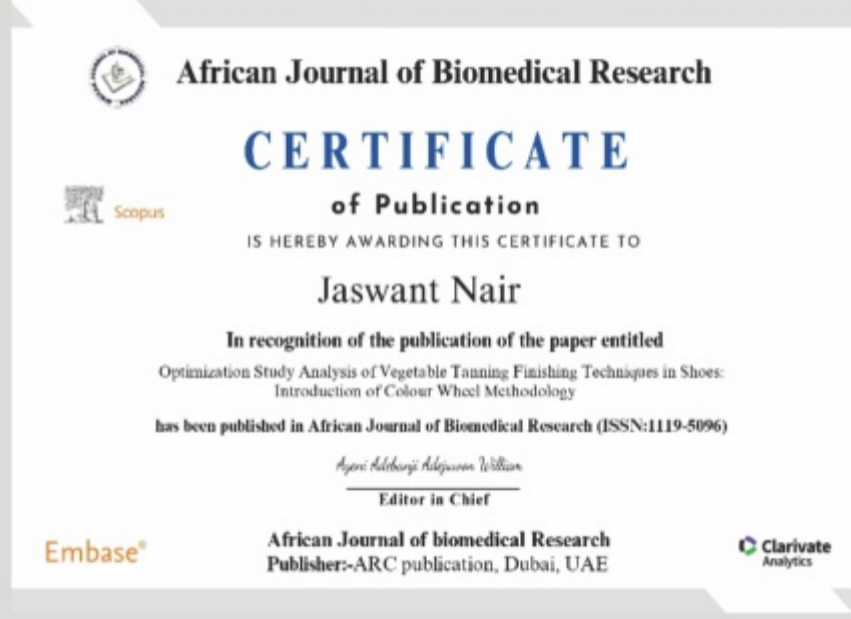 African Journal of Biomedical Research
CERTIFICATE
Scopus
of Publication
IS HEREBY AWARDING THIS CERTIFICATE TO
Jaswant Nair
In recognition of the publication of the paper entitled
Optimization Study Analysis of Vegetable Tanning Finishing Techniques in Shoes:
Introduction of Colour Wheel Methodology
has been published in African Journal of Biomedical Research (ISSN:1119-5096)
Ayeni Adebanji Adejuwon William
Editor in Chief
African Journal of biomedical Research
Publisher:-ARC publication, Dubai, UAE
Embase®
Clarivate
Analytics